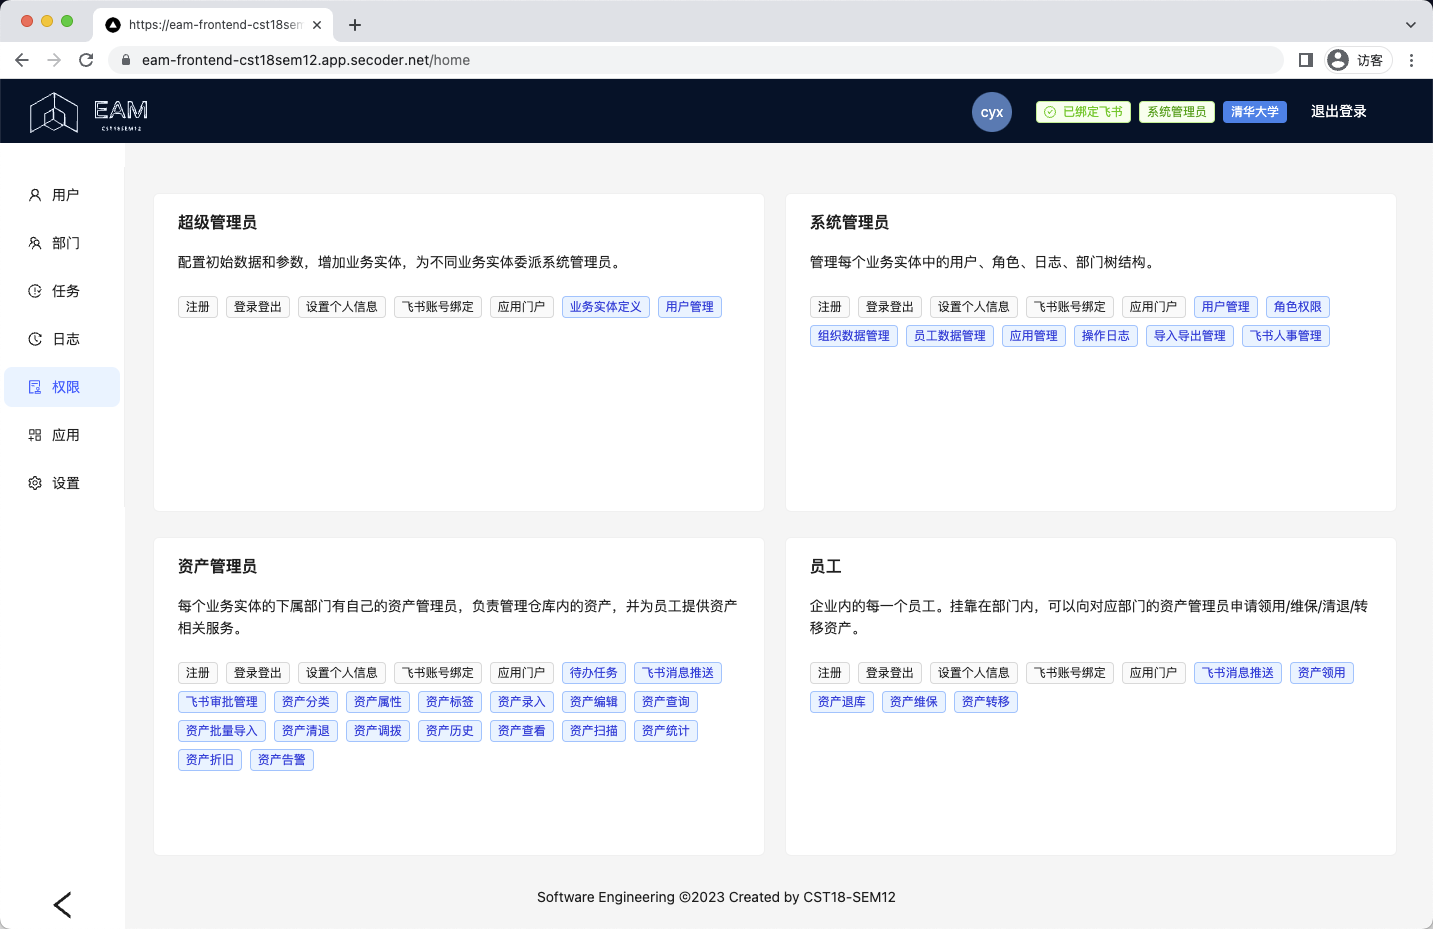 https://eam-frontend-cst18sem
eam-frontend-cst18sem12.app.secoder.net/home
访客
EAM
CST18SEM12
cyx
已绑定飞书 系统管理员 清华大学 退出登录
用户
部门
任务
日志
权限
应用
设置
超级管理员
配置初始数据和参数，增加业务实体，为不同业务实体委派系统管理员。
注册 登录登出 设置个人信息 飞书账号绑定 应用门户 业务实体定义 用户管理
系统管理员
管理每个业务实体中的用户、角色、日志、部门树结构。
注册 登录登出 设置个人信息 飞书账号绑定 应用门户 用户管理 角色权限
组织数据管理 员工数据管理 应用管理 操作日志 导入导出管理 飞书人事管理
资产管理员
每个业务实体的下属部门有自己的资产管理员，负责管理仓库内的资产，并为员工提供资产
相关服务。
注册 登录登出 设置个人信息 飞书账号绑定 应用门户 待办任务 飞书消息推送
飞书审批管理 资产分类 资产属性 资产标签 资产录入 资产编辑 资产查询
资产批量导入 资产清退 资产调拨 资产历史 资产查看 资产扫描 资产统计
资产折旧 资产告警
员工
企业内的每一个员工。挂靠在部门内，可以向对应部门的资产管理员申请领用/维保/清退/转
移资产。
注册 登录登出 设置个人信息 飞书账号绑定 应用门户 飞书消息推送 资产领用
资产退库 资产维保 资产转移
Software Engineering ©2023 Created by CST18-SEM12